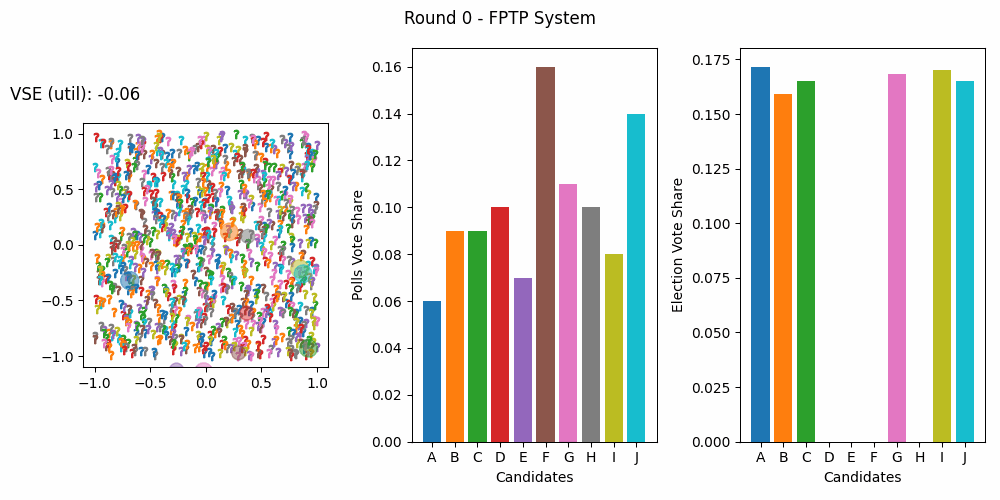 Round 0 - FPTP System
VSE (util): -0.06
1.0
0.5
0.0
−0.5
−1.0
−1.0 −0.5 0.0 0.5 1.0
Polls Vote Share
0.16
0.14
0.12
0.10
0.08
0.06
0.04
0.02
0.00
A B C D E F G H I J
Candidates
Election Vote Share
0.175
0.150
0.125
0.100
0.075
0.050
0.025
0.000
A B C D E F G H I J
Candidates